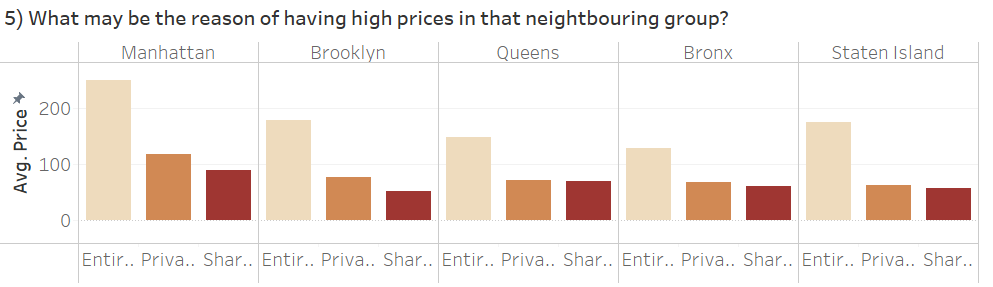 5) What may be the reason of having high prices in that neighbouring group?
Manhattan Brooklyn Queens Bronx Staten Island
Avg. Price
200
100
0
Entir.. Priva.. Shar.. Entir.. Priva.. Shar.. Entir.. Priva.. Shar.. Entir.. Priva.. Shar.. Entir.. Priva.. Shar..